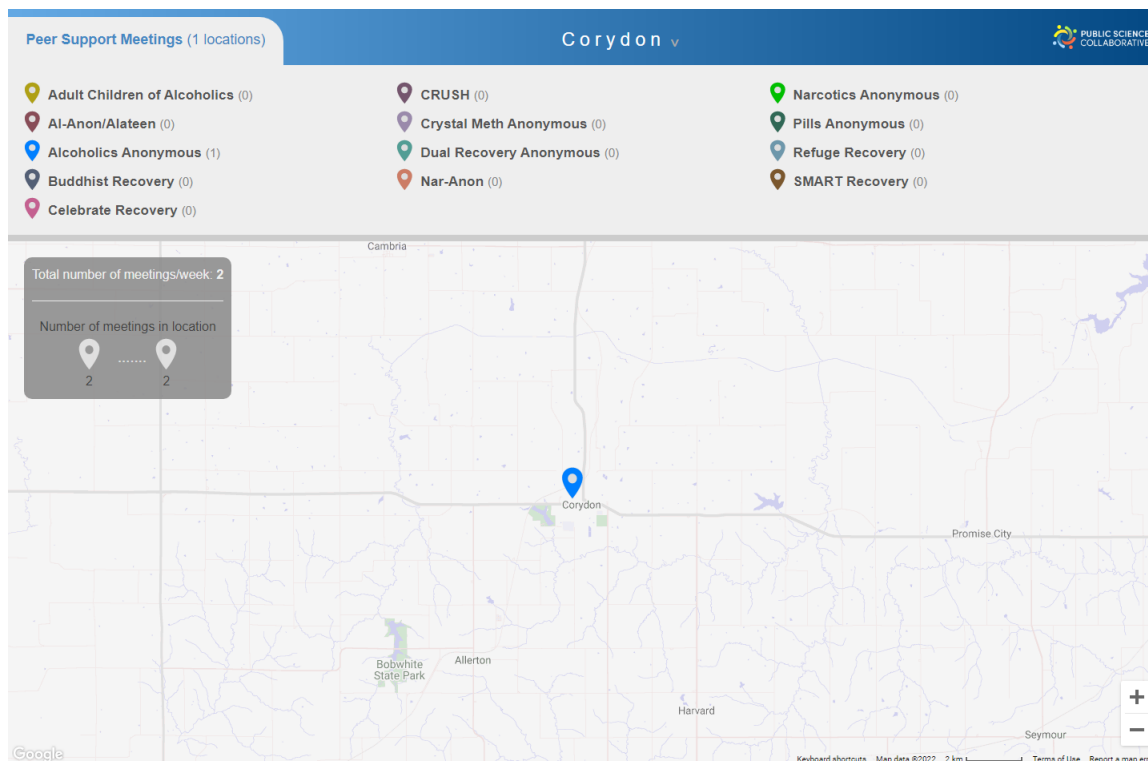 Peer Support Meetings (1 locations)
Corydon v
PUBLIC SCIENCE
COLLABORATIVE
Adult Children of Alcoholics (0)
Al-Anon/Alateen (0)
Alcoholics Anonymous (1)
Buddhist Recovery (0)
Celebrate Recovery (0)
CRUSH (0)
Crystal Meth Anonymous (0)
Dual Recovery Anonymous (0)
Nar-Anon (0)
Narcotics Anonymous (0)
Pills Anonymous (0)
Refuge Recovery (0)
SMART Recovery (0)
Total number of meetings/week: 2
Number of meetings in location
.......
2 2
Cambria
Corydon
Promise City
Bobwhite
State Park
Allerton
Harvard
Seymour
+
−
Google
Keyboard shortcuts Map data ©2022 2 km Terms of Use Report a map